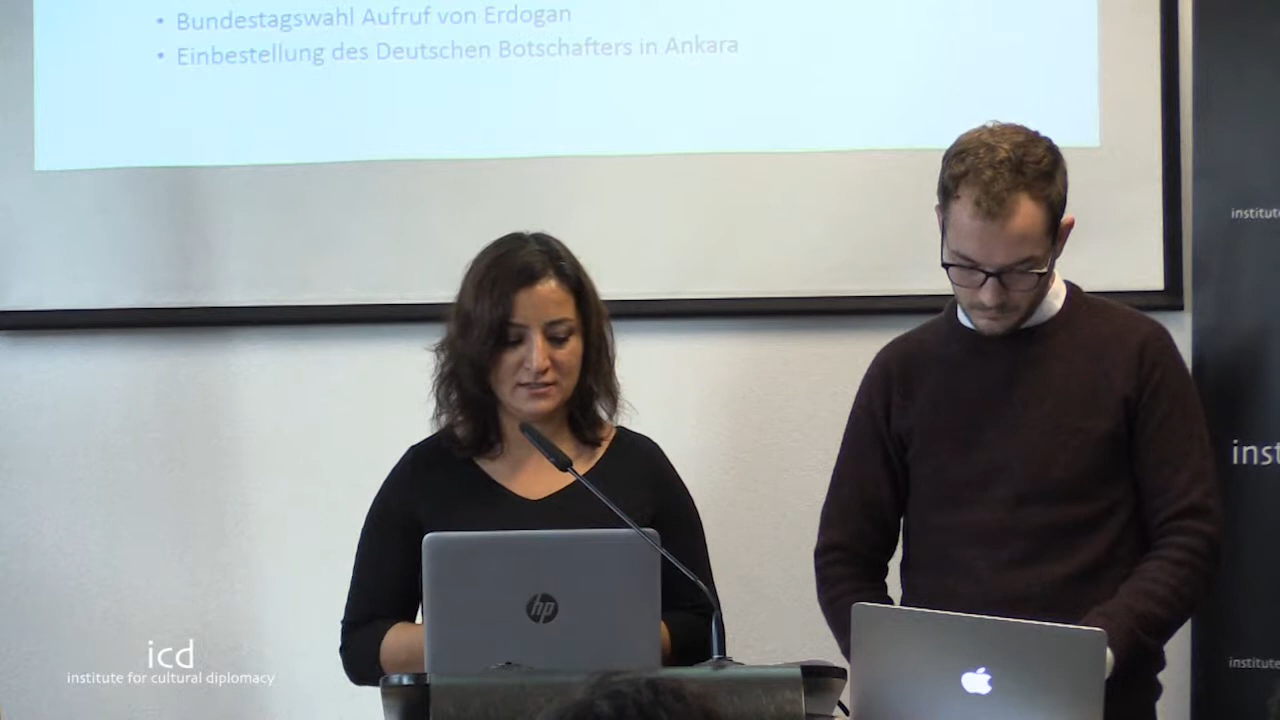 • Bundestagswahl Aufruf von Erdogan
• Einbestellung des Deutschen Botschafters in Ankara
institute
inst
hp
icd
institute for cultural diplomacy
institute